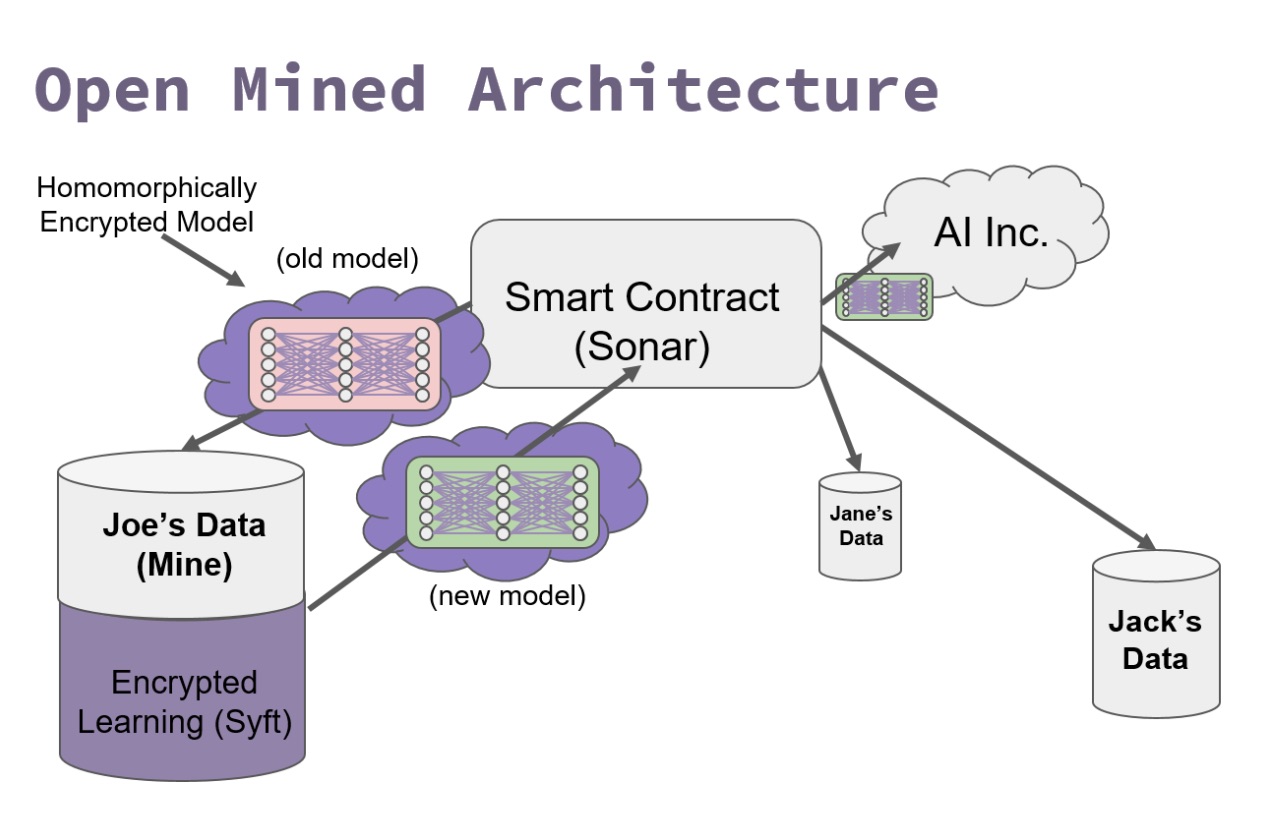 Open Mined Architecture
Homomorphically
Encrypted Model
(old model)
Smart Contract
(Sonar)
AI Inc.
Joe’s Data
(Mine)
Encrypted
Learning (Syft)
(new model)
Jane’s
Data
Jack’s
Data